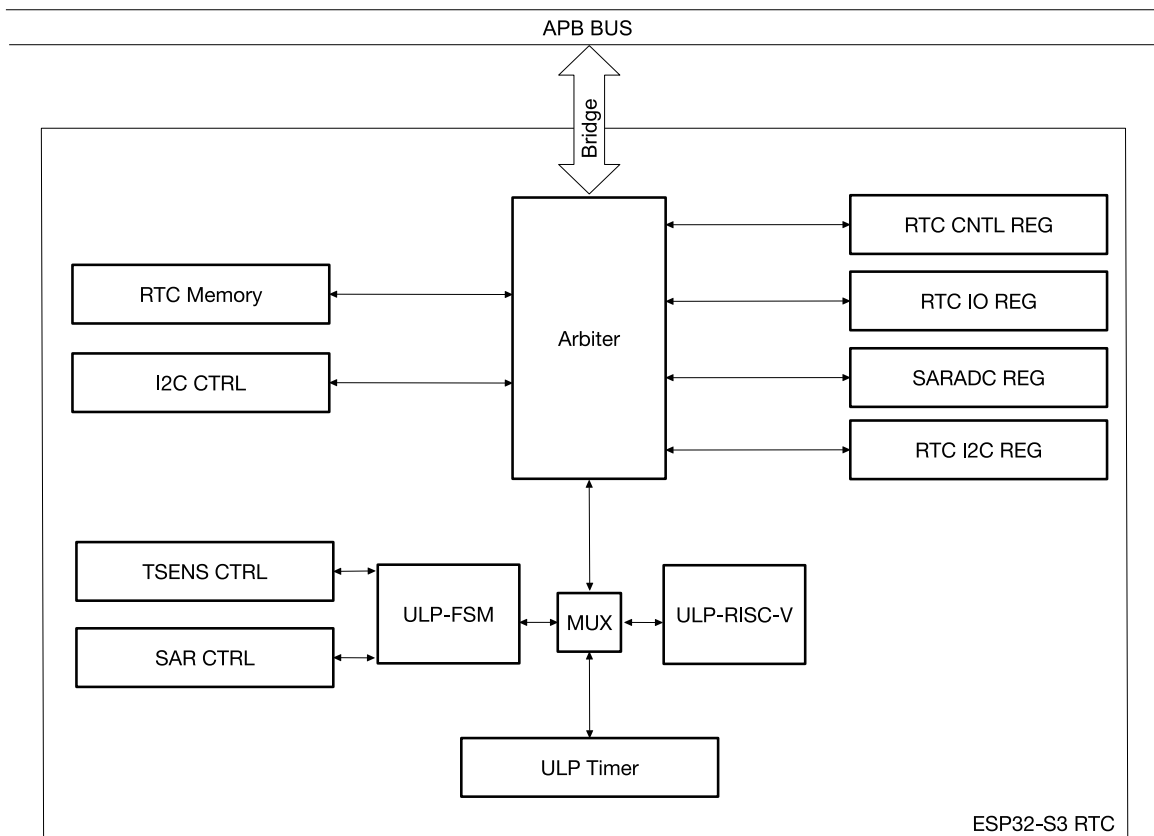 APB BUS
Bridge
RTC CNTL REG
RTC Memory
RTC IO REG
Arbiter
I2C CTRL
SARADC REG
RTC I2C REG
TSENS CTRL
ULP-FSM
MUX
ULP-RISC-V
SAR CTRL
ULP Timer
ESP32-S3 RTC